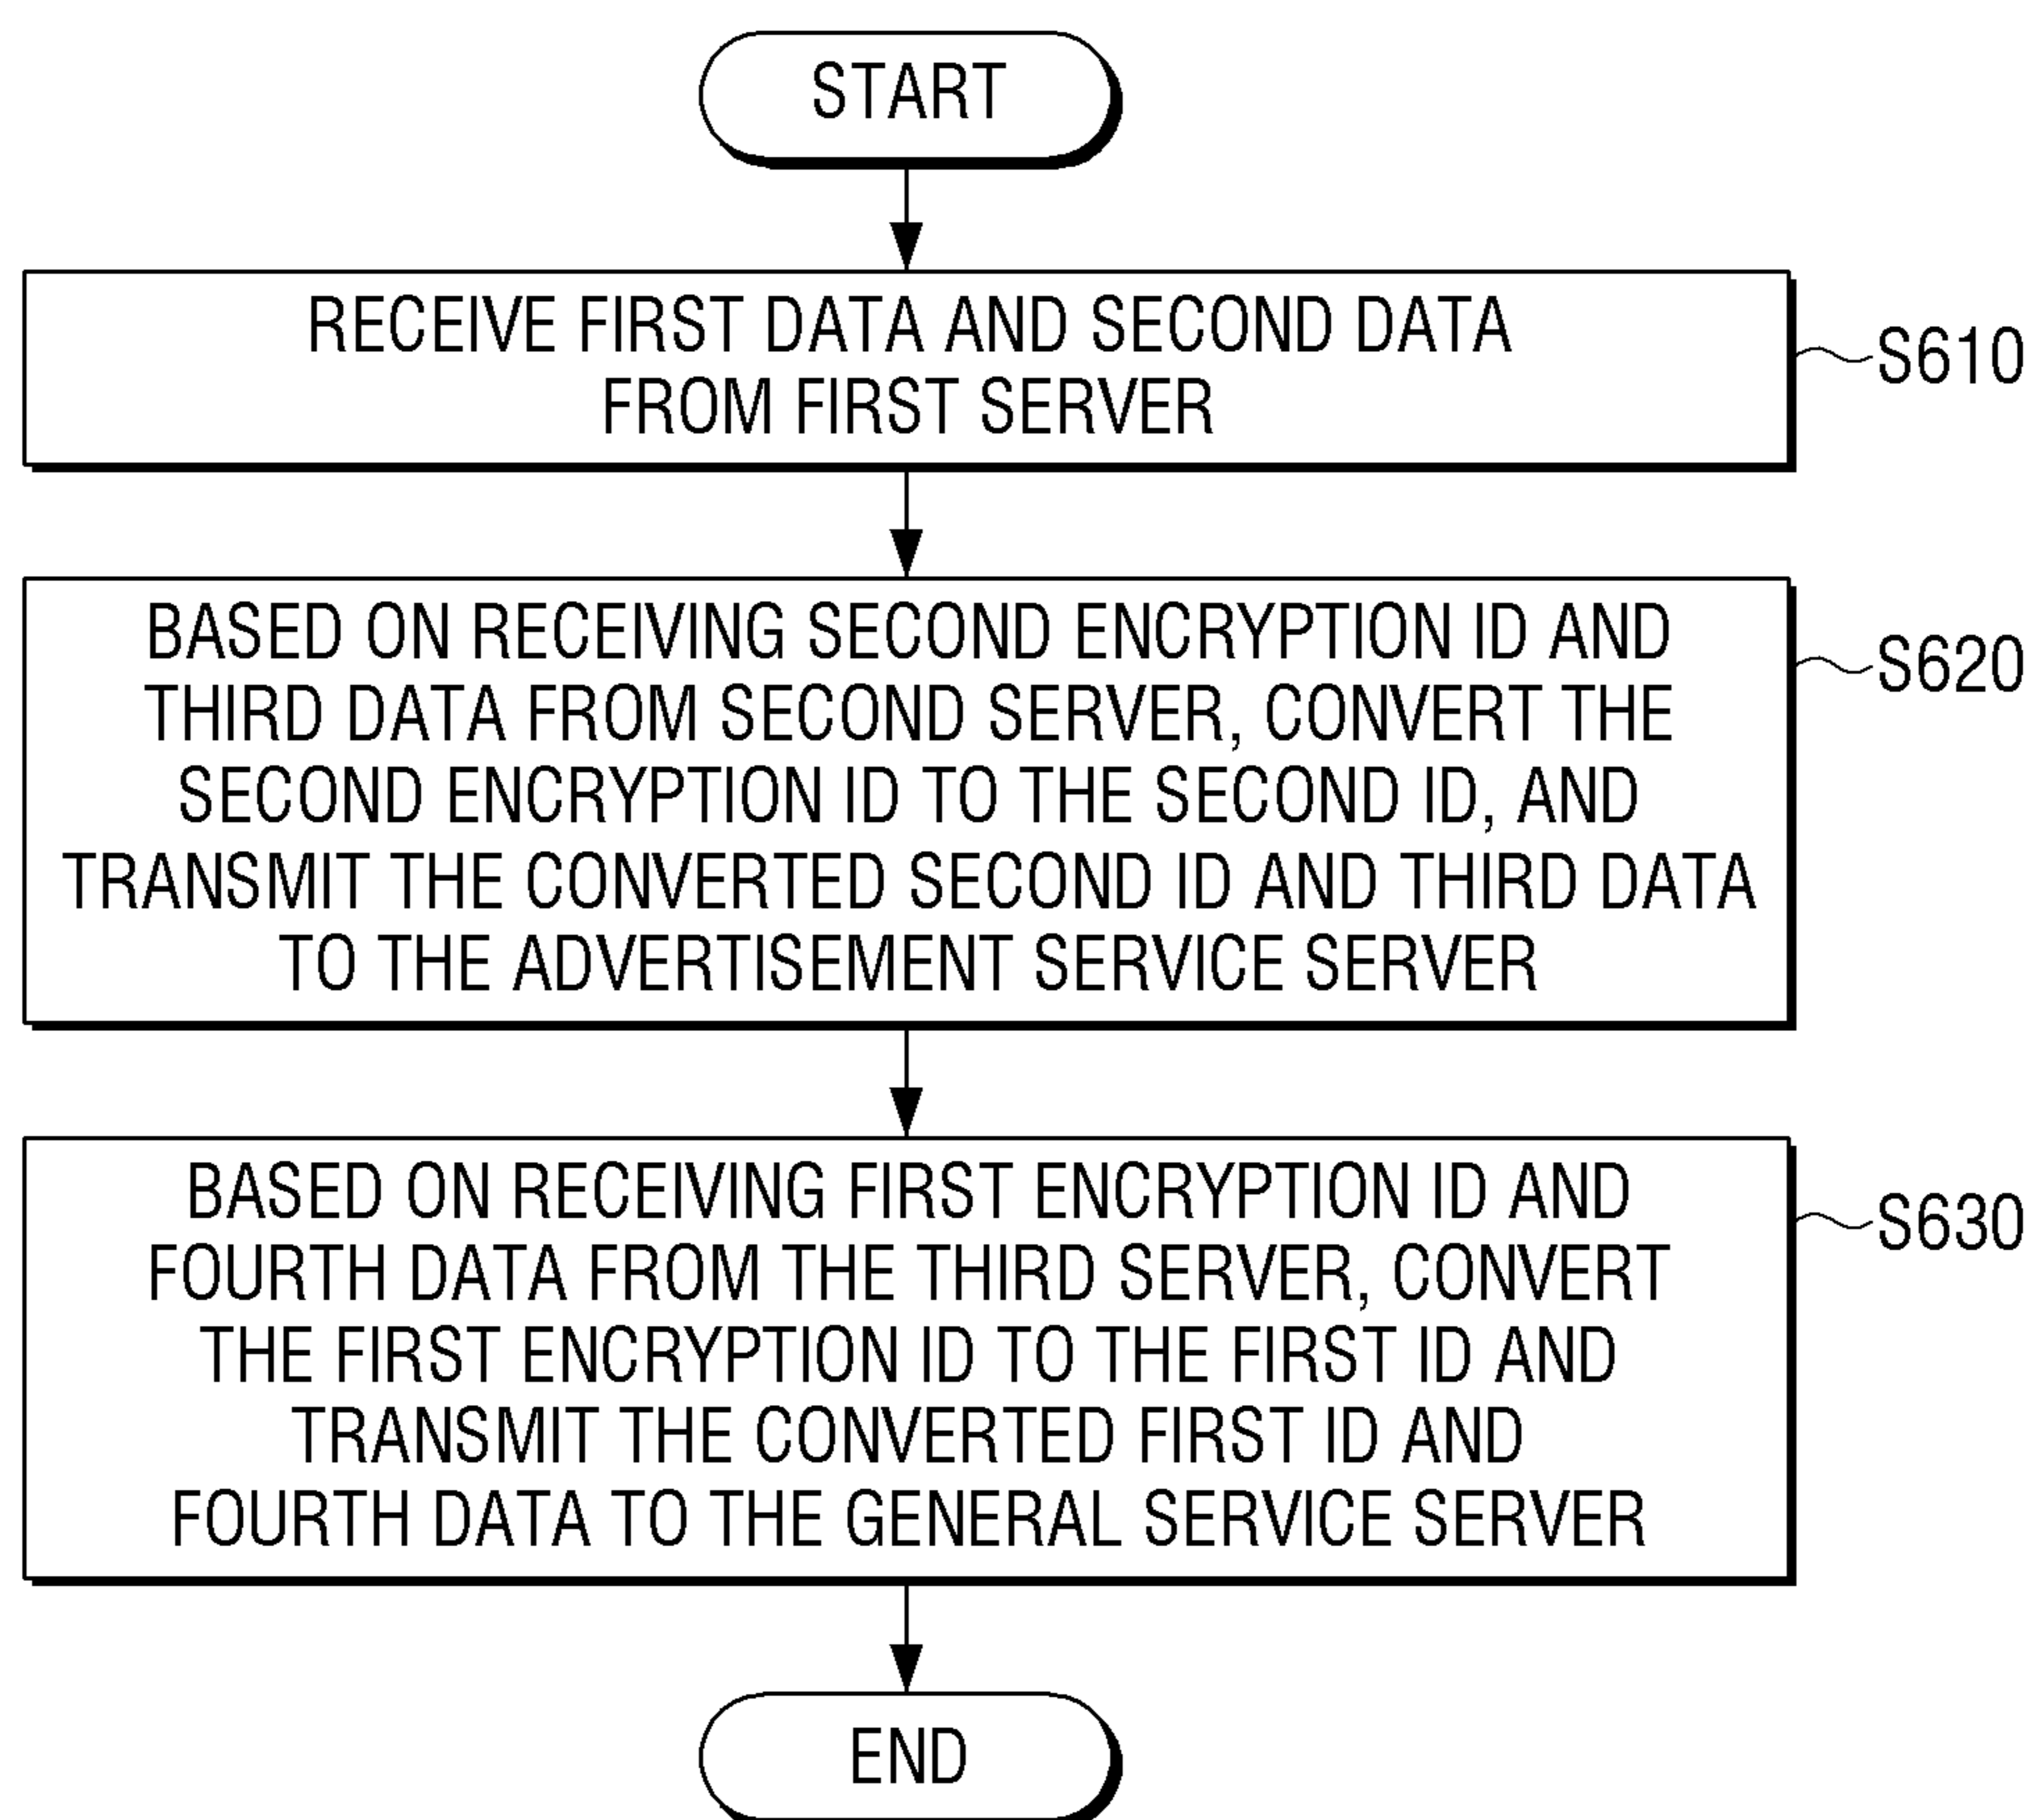 START
RECEIVE FIRST DATA AND SECOND DATA
FROM FIRST SERVER
S610
BASED ON RECEIVING SECOND ENCRYPTION ID AND
THIRD DATA FROM SECOND SERVER, CONVERT THE
SECOND ENCRYPTION ID TO THE SECOND ID, AND
TRANSMIT THE CONVERTED SECOND ID AND THIRD DATA
TO THE ADVERTISEMENT SERVICE SERVER
S620
BASED ON RECEIVING FIRST ENCRYPTION ID AND
FOURTH DATA FROM THE THIRD SERVER, CONVERT
THE FIRST ENCRYPTION ID TO THE FIRST ID AND
TRANSMIT THE CONVERTED FIRST ID AND
FOURTH DATA TO THE GENERAL SERVICE SERVER
S630
END